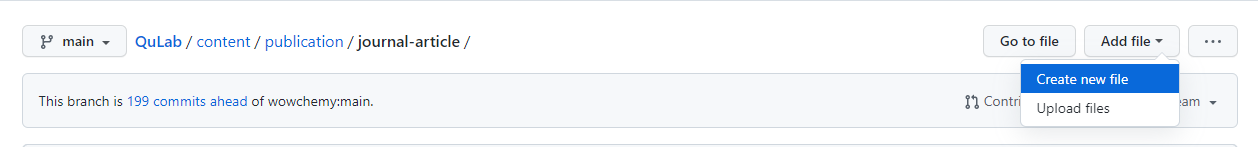 main QuLab / content / publication / journal-article / Go to file Add file ...
Create new file
This branch is 199 commits ahead of wowchemy:main. Contri eam
Upload files